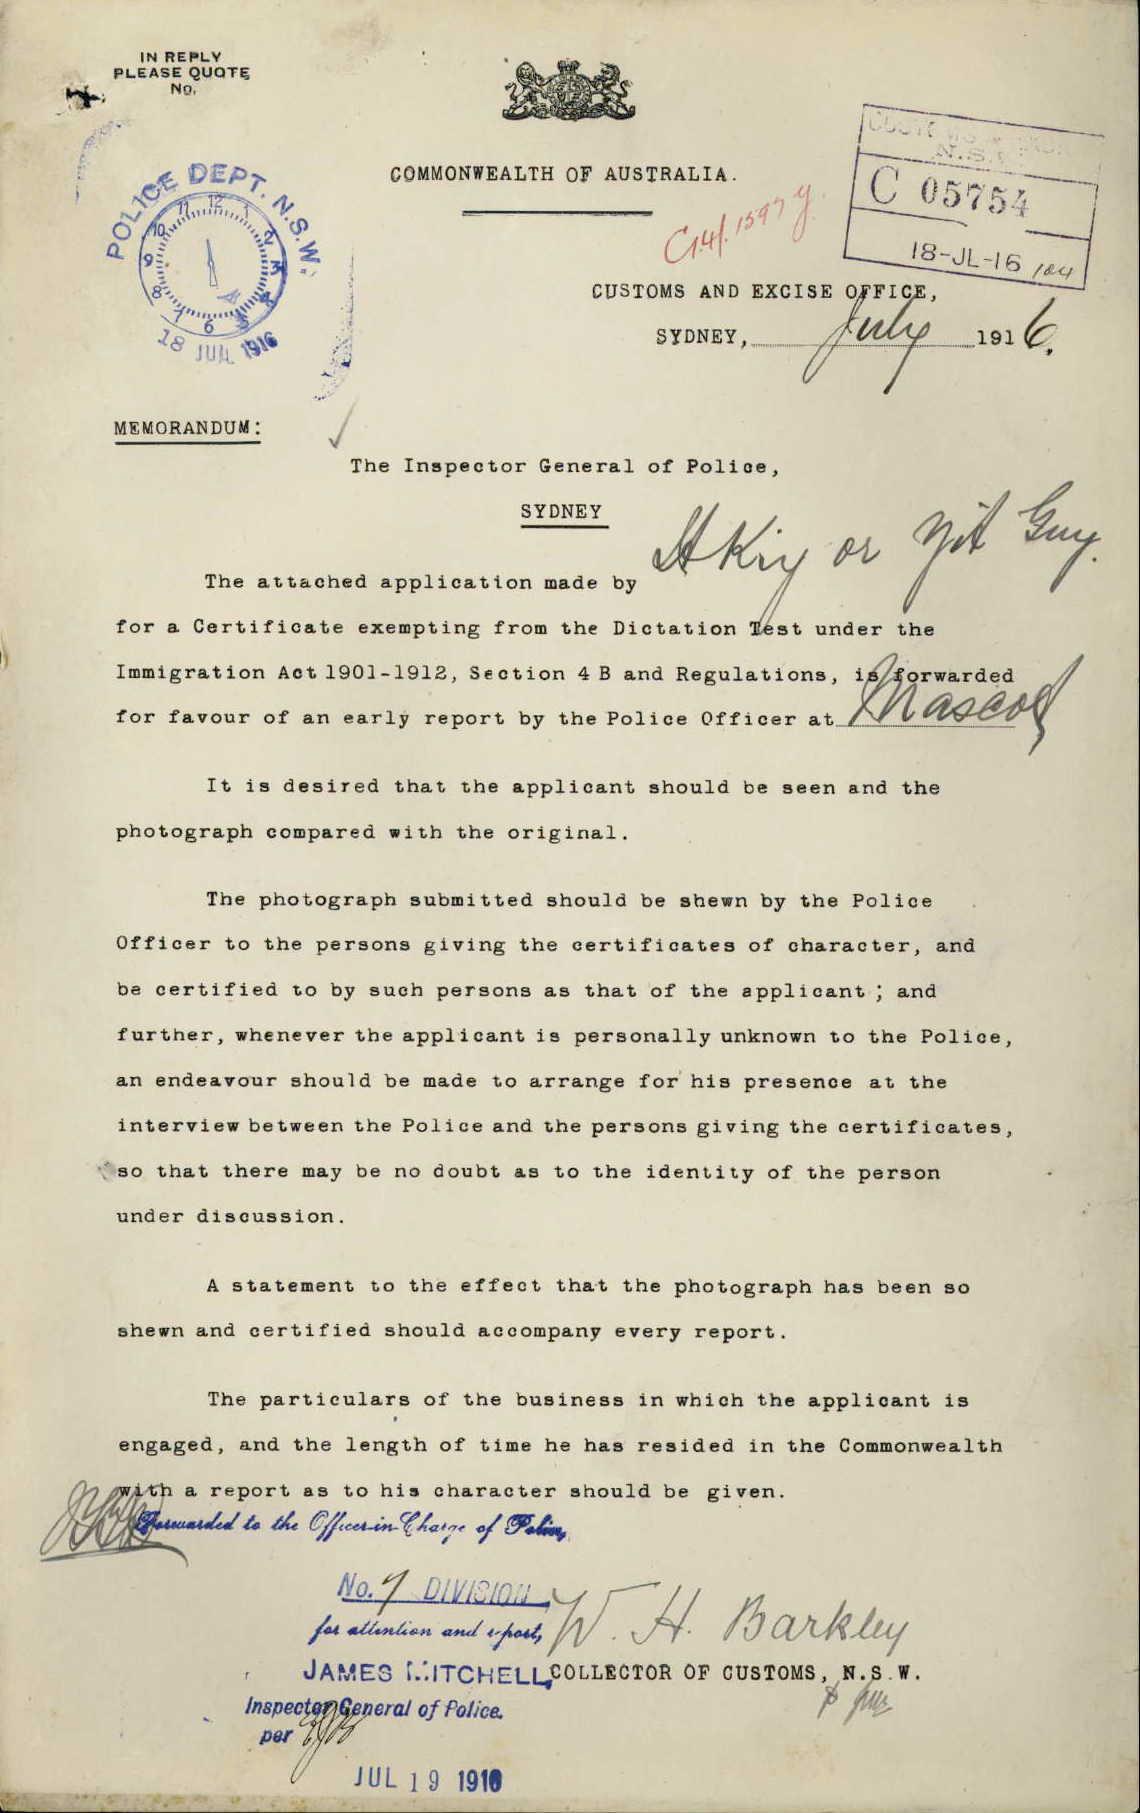 IN REPLY
PLEASE QUOTE
No.
COMMONWEALTH OF AUSTRALIA.
POLICE DEPT. N.S.W.
18 JUL 1916
N.S.W.
C 05754
18-JL-16
CUSTOMS AND EXCISE OFFICE,
SYDNEY, July 1916.
MEMORANDUM:
The Inspector General of Police,
SYDNEY
The attached application made by Ah Kiy or Yit Guy.
for a Certificate exempting from the Dictation Test under the
Immigration Act 1901-1912, Section 4 B and Regulations, is forwarded
for favour of an early report by the Police Officer at Mascot
It is desired that the applicant should be seen and the
photograph compared with the original.
The photograph submitted should be shewn by the Police
Officer to the persons giving the certificates of character, and
be certified to by such persons as that of the applicant; and
further, whenever the applicant is personally unknown to the Police,
an endeavour should be made to arrange for his presence at the
interview between the Police and the persons giving the certificates,
so that there may be no doubt as to the identity of the person
under discussion.
A statement to the effect that the photograph has been so
shewn and certified should accompany every report.
The particulars of the business in which the applicant is
engaged, and the length of time he has resided in the Commonwealth
with a report as to his character should be given.
Forwarded to the Officer-in-Charge of Police,
No. 7 DIVISION
for attention and report,
W. H. Barkley
JAMES MITCHELL,
COLLECTOR OF CUSTOMS, N.S.W.
Inspector General of Police.
per
JUL 19 1916